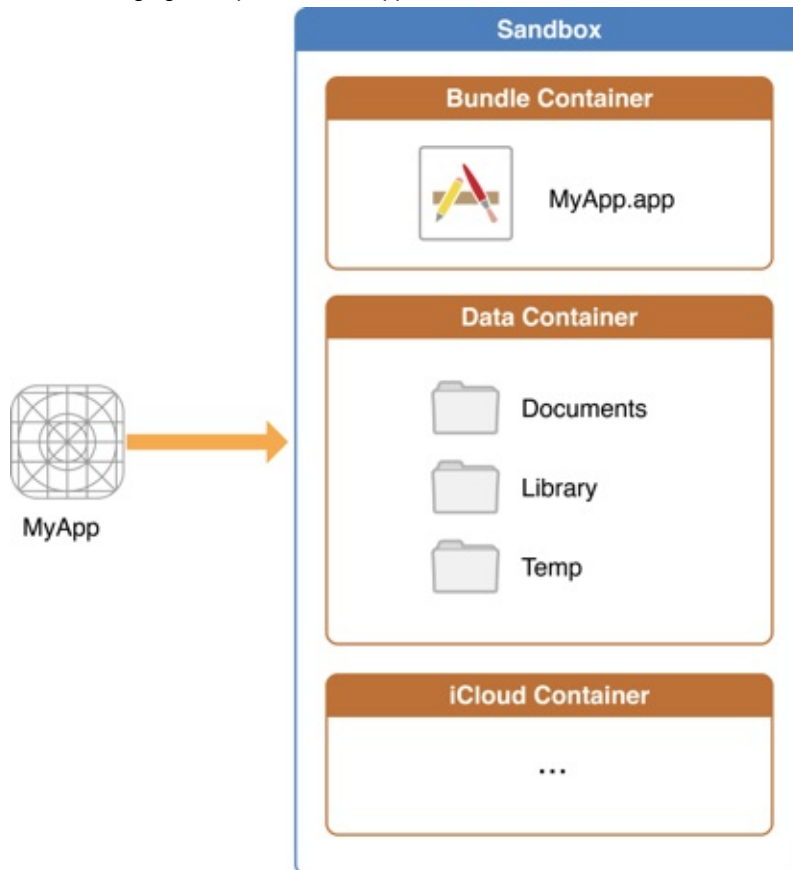 Sandbox
Bundle Container
MyApp.app
Data Container
Documents
Library
Temp
MyApp
iCloud Container
...